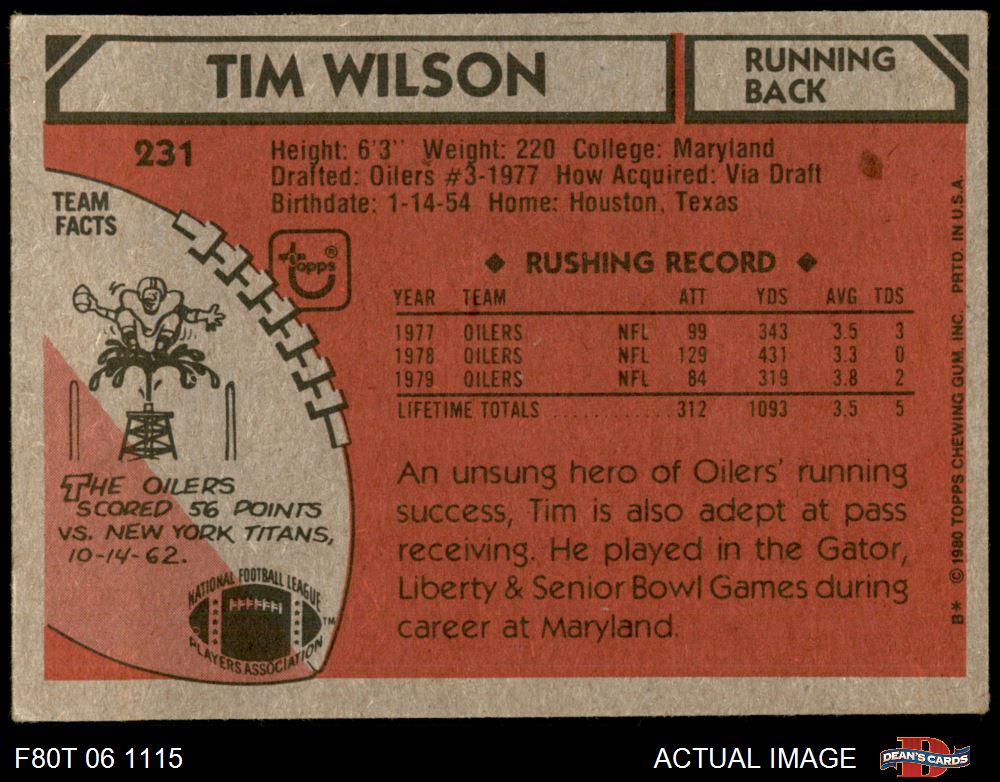 TIM WILSON
RUNNING
BACK
231
Height: 6'3'' Weight: 220 College: Maryland
Drafted: Oilers #3-1977 How Acquired: Via Draft
Birthdate: 1-14-54 Home: Houston, Texas
TEAM
FACTS
topps®
◆ RUSHING RECORD ◆
YEAR TEAM ATT YDS AVG TDS
1977 OILERS NFL 99 343 3.5 3
1978 OILERS NFL 129 431 3.3 0
1979 OILERS NFL 84 319 3.8 2
LIFETIME TOTALS ............ 312 1093 3.5 5
THE OILERS
SCORED 56 POINTS
VS. NEW YORK TITANS,
10-14-62.
An unsung hero of Oilers' running
success, Tim is also adept at pass
receiving. He played in the Gator,
Liberty & Senior Bowl Games during
career at Maryland.
NATIONAL FOOTBALL LEAGUE
PLAYERS ASSOCIATION
TM
B* © 1980 TOPPS CHEWING GUM, INC. PRTD. IN U.S.A.
F80T 06 1115
ACTUAL IMAGE
DEAN'S CARDS